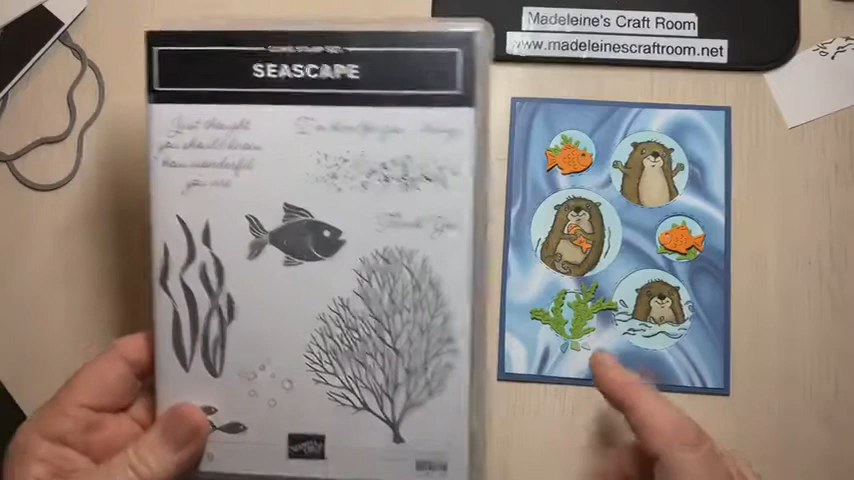 Madeleine's Craft Room
www.madeleinescraftroom.net
SEASCAPE
Just thought
you should know
how wonderful
you are
Thank You